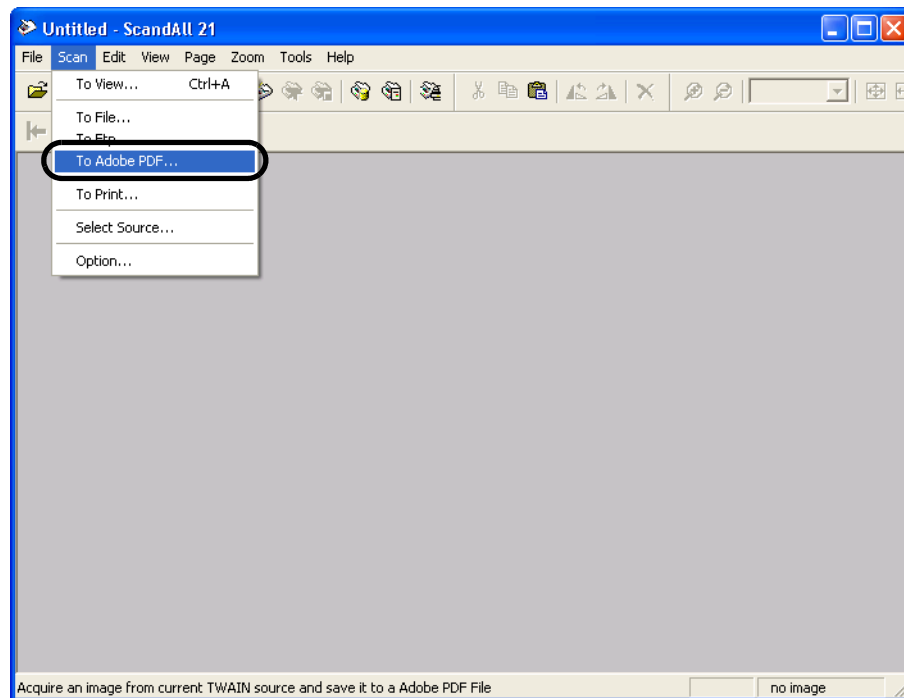 Untitled - ScandAll 21
File Scan Edit View Page Zoom Tools Help
To View... Ctrl+A
To File...
To Ftp
To Adobe PDF...
To Print...
Select Source...
Option...
Acquire an image from current TWAIN source and save it to a Adobe PDF File no image